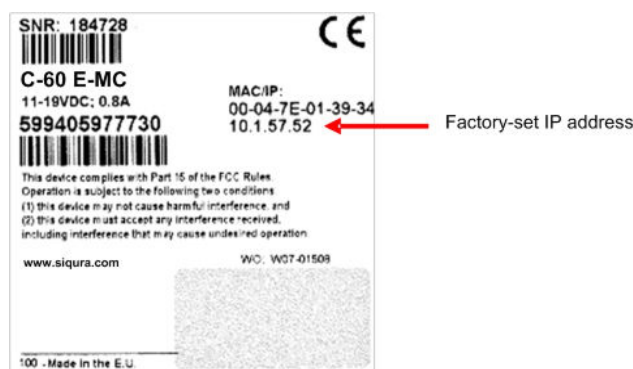 SNR: 184728
CE
C-60 E-MC
11-19VDC; 0.8A
599405977730
MAC/IP:
00-04-7E-01-39-34
10.1.57.52
Factory-set IP address
This device complies with Part 15 of the FCC Rules.
Operation is subject to the following two conditions
(1) this device may not cause harmful interference, and
(2) this device must accept any interference received,
including interference that may cause undesired operation
www.siqura.com
WO: W07-01508
100 - Made in the E.U.